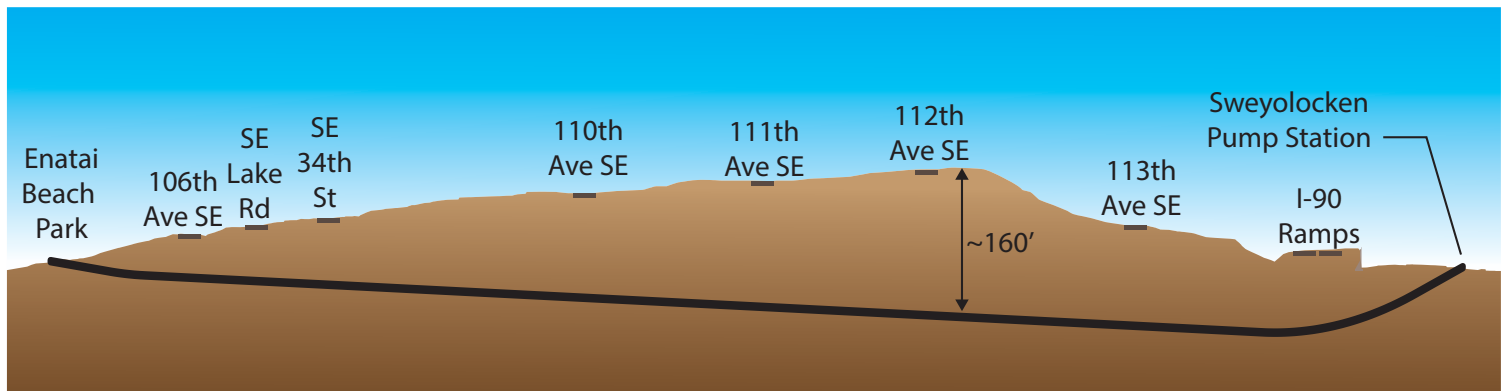 Enatai
Beach
Park
106th
Ave SE
SE
Lake
Rd
SE
34th
St
110th
Ave SE
111th
Ave SE
112th
Ave SE
~160’
113th
Ave SE
I-90
Ramps
Sweyolocken
Pump Station